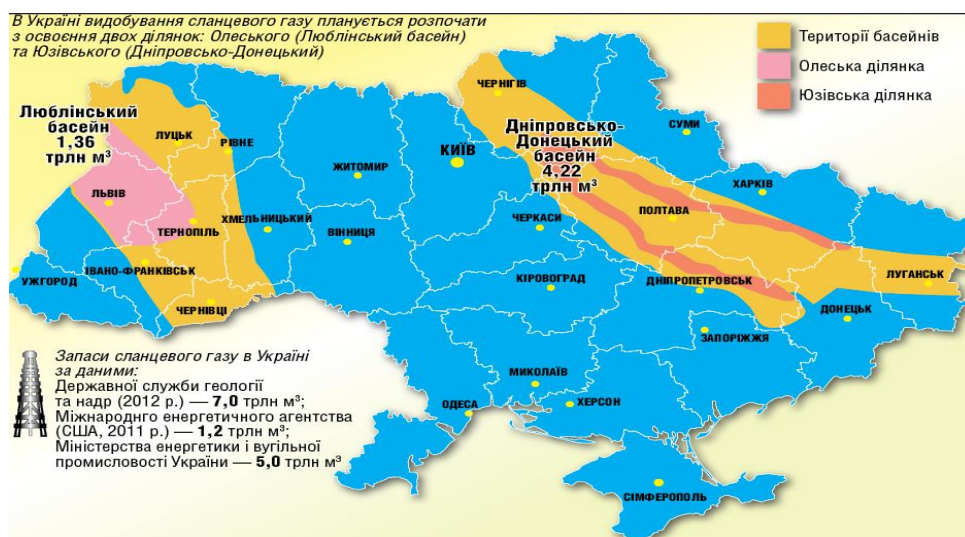 В Україні видобування сланцевого газу планується розпочати
з освоєння двох ділянок: Олеського (Люблінський басейн)
та Юзівського (Дніпровсько-Донецький)
Території басейнів
Олеська ділянка
Юзівська ділянка
Люблінський
басейн
1,36
трлн м³
Дніпровсько-
Донецький
басейн
4,22
трлн м³
ЧЕРНІГІВ
СУМИ
ЛУЦЬК
РІВНЕ
ЖИТОМИР
КИЇВ
ХАРКІВ
ЛЬВІВ
ТЕРНОПІЛЬ
ХМЕЛЬНИЦЬКИЙ
ВІННИЦЯ
ЧЕРКАСИ
ПОЛТАВА
УЖГОРОД
ІВАНО-ФРАНКІВСЬК
ЧЕРНІВЦІ
КІРОВОГРАД
ДНІПРОПЕТРОВСЬК
ЛУГАНСЬК
ДОНЕЦЬК
ЗАПОРІЖЖЯ
МИКОЛАЇВ
ОДЕСА
ХЕРСОН
СІМФЕРОПОЛЬ
Запаси сланцевого газу в Україні
за даними:
Державної служби геології
та надр (2012 р.) — 7,0 трлн м³;
Міжнароднго енергетичного агентства
(США, 2011 р.) — 1,2 трлн м³;
Міністерства енергетики і вугільної
промисловості України — 5,0 трлн м³